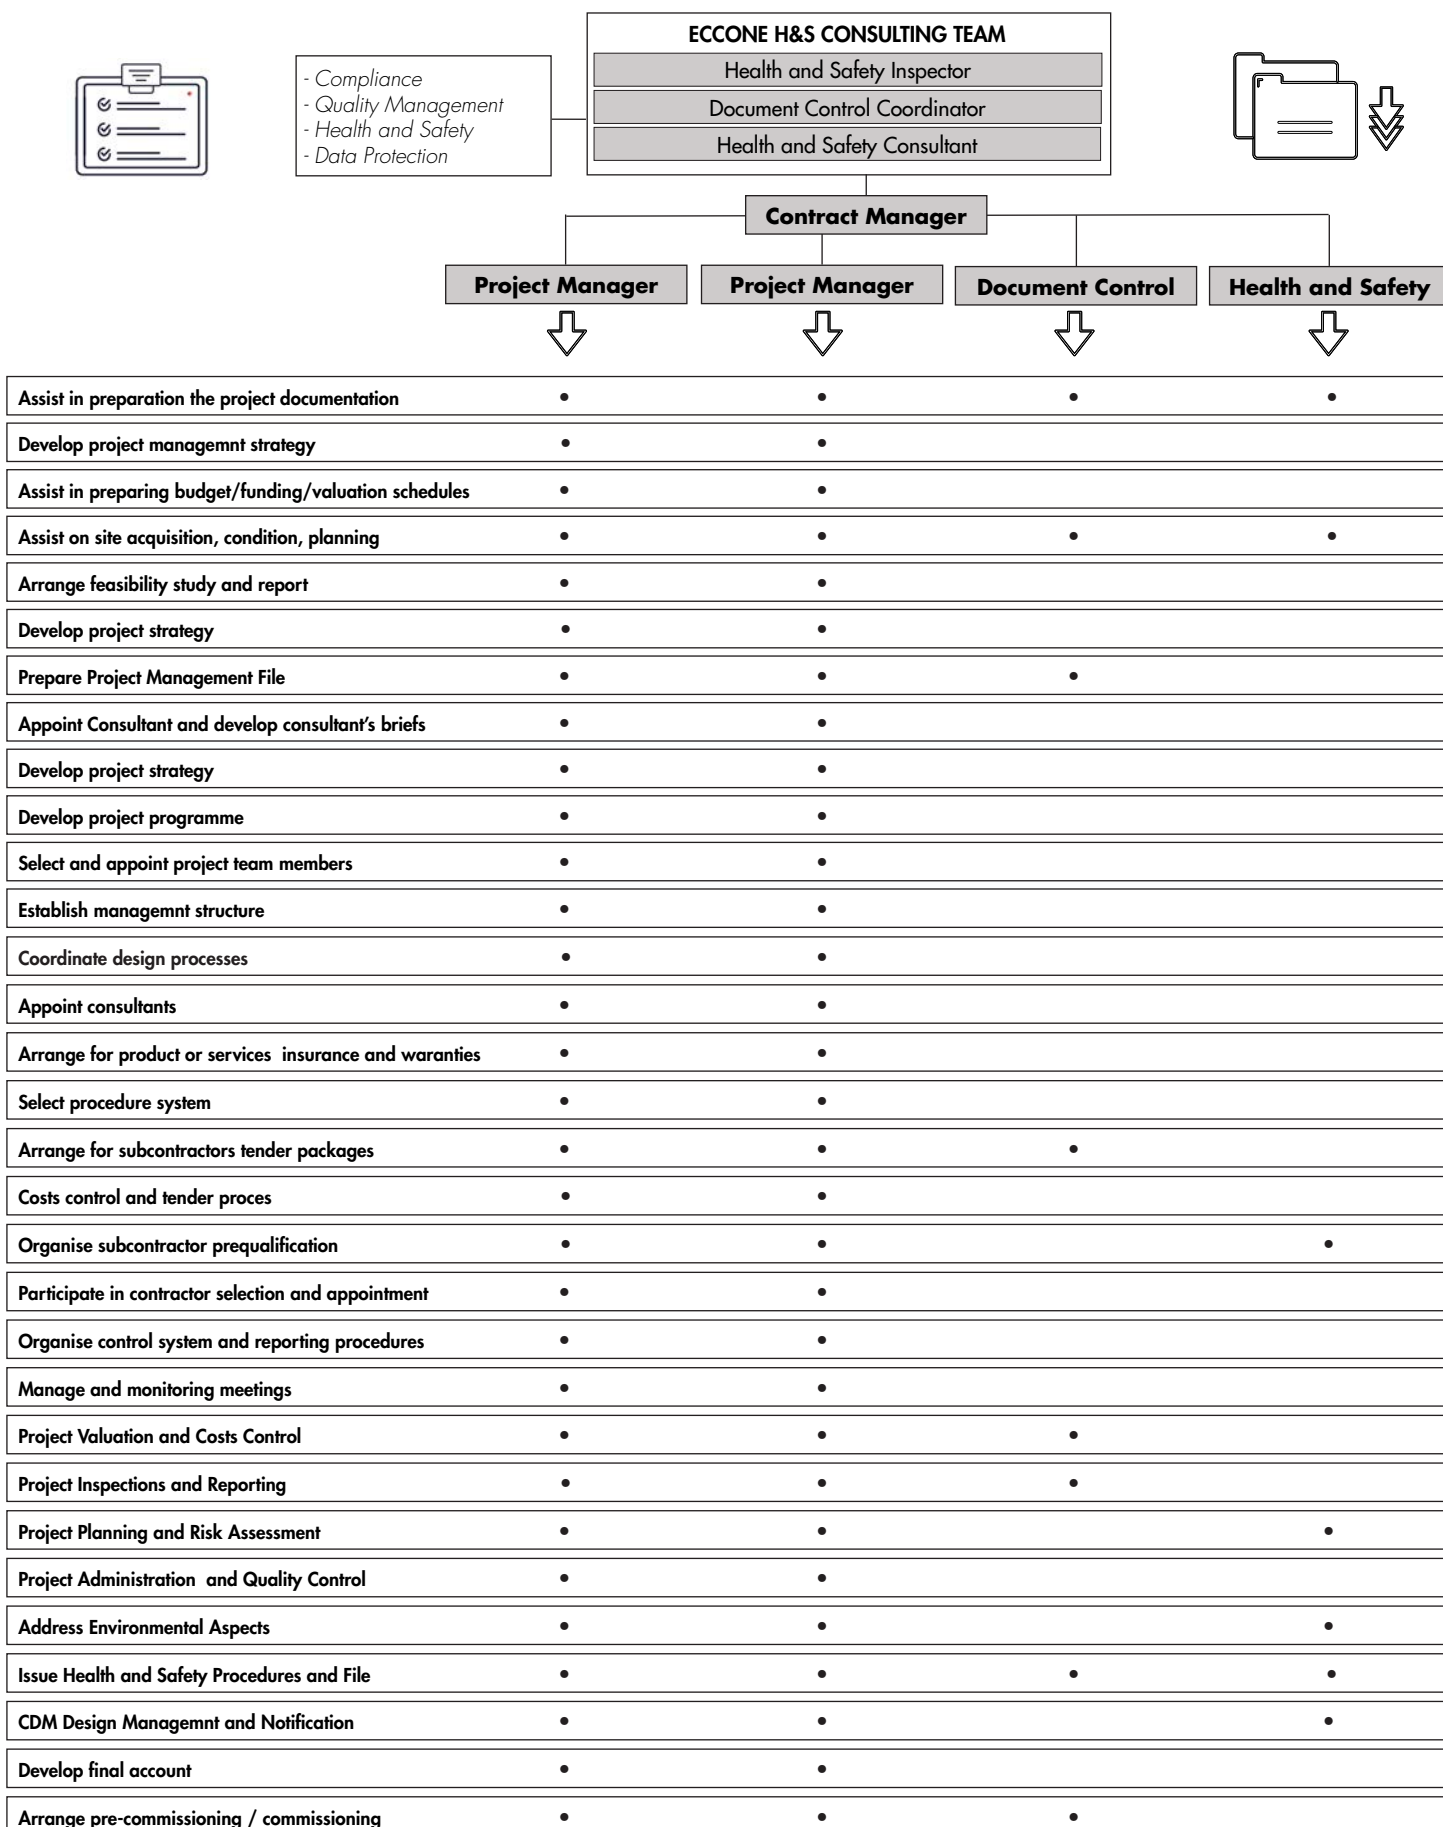 ECCONE H&S CONSULTING TEAM
Health and Safety Inspector
Document Control Coordinator
Health and Safety Consultant
- Compliance
- Quality Management
- Health and Safety
- Data Protection
Contract Manager
Project Manager
Project Manager
Document Control
Health and Safety
Assist in preparation the project documentation
Develop project managemnt strategy
Assist in preparing budget/funding/valuation schedules
Assist on site acquisition, condition, planning
Arrange feasibility study and report
Develop project strategy
Prepare Project Management File
Appoint Consultant and develop consultant's briefs
Develop project strategy
Develop project programme
Select and appoint project team members
Establish managemnt structure
Coordinate design processes
Appoint consultants
Arrange for product or services insurance and waranties
Select procedure system
Arrange for subcontractors tender packages
Costs control and tender proces
Organise subcontractor prequalification
Participate in contractor selection and appointment
Organise control system and reporting procedures
Manage and monitoring meetings
Project Valuation and Costs Control
Project Inspections and Reporting
Project Planning and Risk Assessment
Project Administration and Quality Control
Address Environmental Aspects
Issue Health and Safety Procedures and File
CDM Design Managemnt and Notification
Develop final account
Arrange pre-commissioning / commissioning